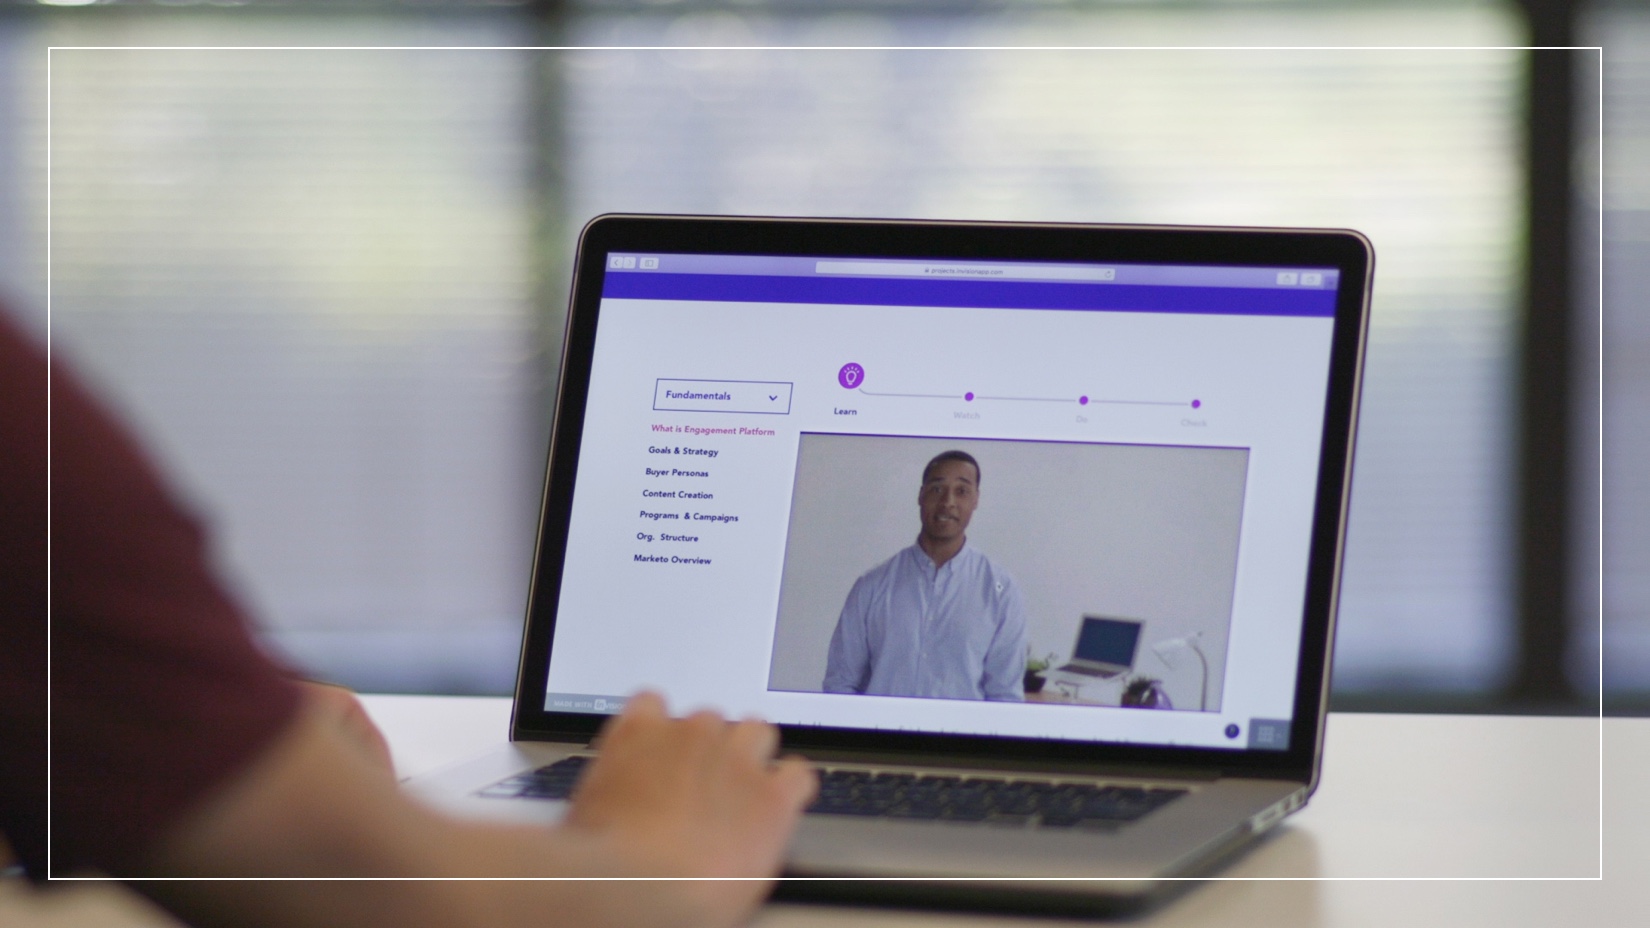 projects.invisionapp.com
Fundamentals
Learn
Watch
Do
Check
What is Engagement Platform
Goals & Strategy
Buyer Personas
Content Creation
Programs & Campaigns
Org. Structure
Marketo Overview
MADE WITH